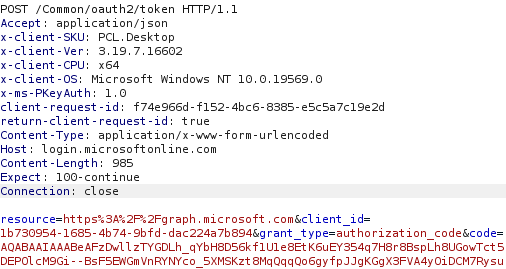 POST /Common/oauth2/token HTTP/1.1
Accept: application/json
x-client-SKU: PCL.Desktop
x-client-Ver: 3.19.7.16602
x-client-CPU: x64
x-client-OS: Microsoft Windows NT 10.0.19569.0
x-ms-PKeyAuth: 1.0
client-request-id: f74e966d-f152-4bc6-8385-e5c5a7c19e2d
return-client-request-id: true
Content-Type: application/x-www-form-urlencoded
Host: login.microsoftonline.com
Content-Length: 985
Expect: 100-continue
Connection: close

resource=https%3A%2F%2Fgraph.microsoft.com&client_id=
1b730954-1685-4b74-9bfd-dac224a7b894&grant_type=authorization_code&code=
AQABAAIAAABeAFzDwllzTYGDLh_qYbH8D56kf1U1e8EtK6uEY354q7H8r8BspLh8UGowTct5
DEPOlcM9Gi--BsF5EWGmVnRYNYco_5XMSKzt8MqQqqQo6gyfpJJgKGgX3FVA4yOiDCM7Rysu